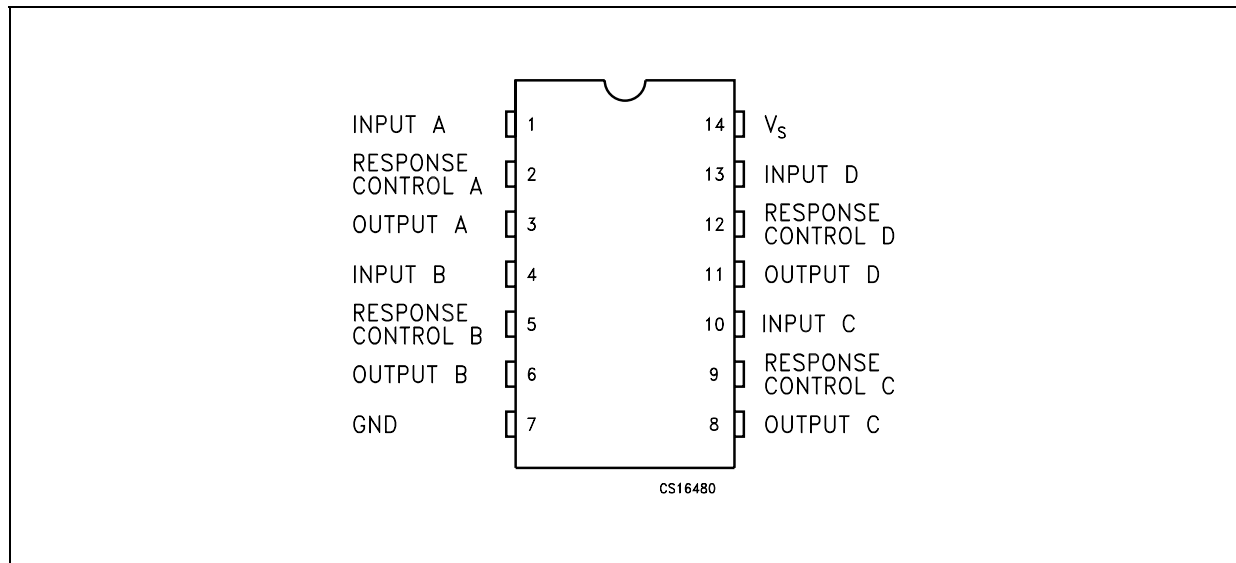 INPUT A
1
14
VS
RESPONSE
CONTROL A
2
13
INPUT D
OUTPUT A
3
12
RESPONSE
CONTROL D
INPUT B
4
11
OUTPUT D
RESPONSE
CONTROL B
5
10
INPUT C
OUTPUT B
6
9
RESPONSE
CONTROL C
GND
7
8
OUTPUT C
CS16480